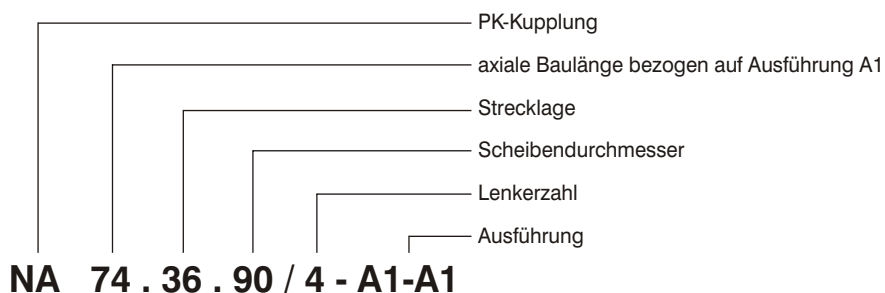 PK-Kupplung
axiale Baulänge bezogen auf Ausführung A1
Strecklage
Scheibendurchmesser
Lenkerzahl
Ausführung
NA 74 . 36 . 90 / 4 - A1-A1